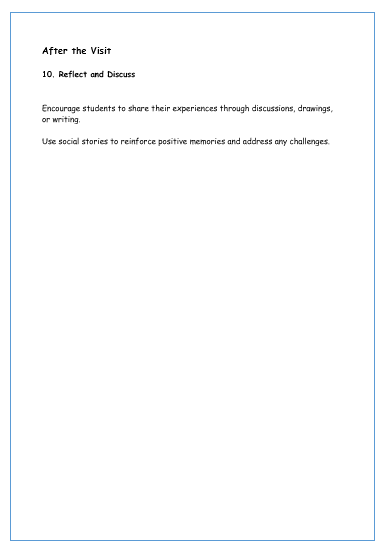 After the Visit
10. Reflect and Discuss
Encourage students to share their experiences through discussions, drawings,
or writing.
Use social stories to reinforce positive memories and address any challenges.